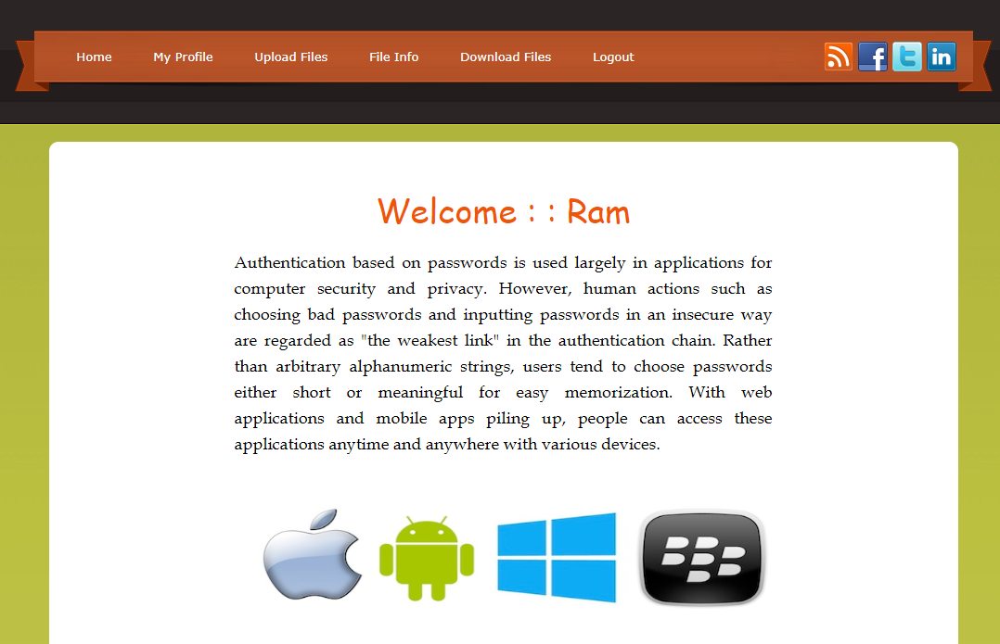 Home My Profile Upload Files File Info Download Files Logout
Welcome : : Ram
Authentication based on passwords is used largely in applications for
computer security and privacy. However, human actions such as
choosing bad passwords and inputting passwords in an insecure way
are regarded as "the weakest link" in the authentication chain. Rather
than arbitrary alphanumeric strings, users tend to choose passwords
either short or meaningful for easy memorization. With web
applications and mobile apps piling up, people can access these
applications anytime and anywhere with various devices.